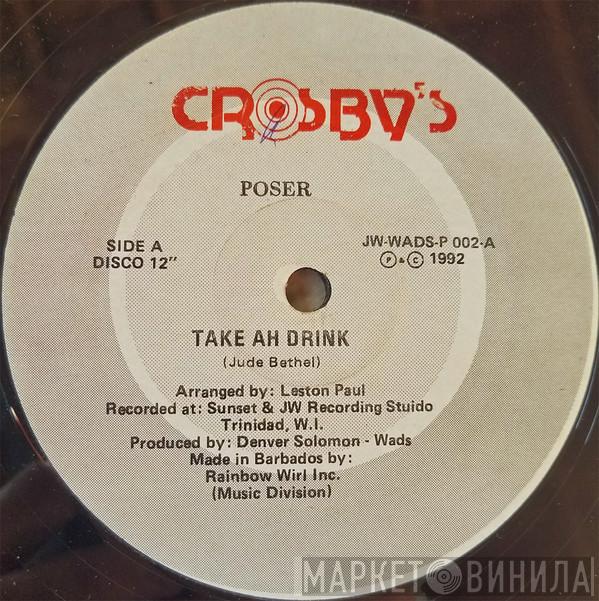 CROSBY'S
POSER
SIDE A
DISCO 12"
JW-WADS-P 002-A
Ⓟ & Ⓒ 1992
TAKE AH DRINK
(Jude Bethel)
Arranged by: Leston Paul
Recorded at: Sunset & JW Recording Stuido
Trinidad, W.I.
Produced by: Denver Solomon - Wads
Made in Barbados by:
Rainbow Wirl Inc.
(Music Division)
МАРКЕТ ВИНИЛА